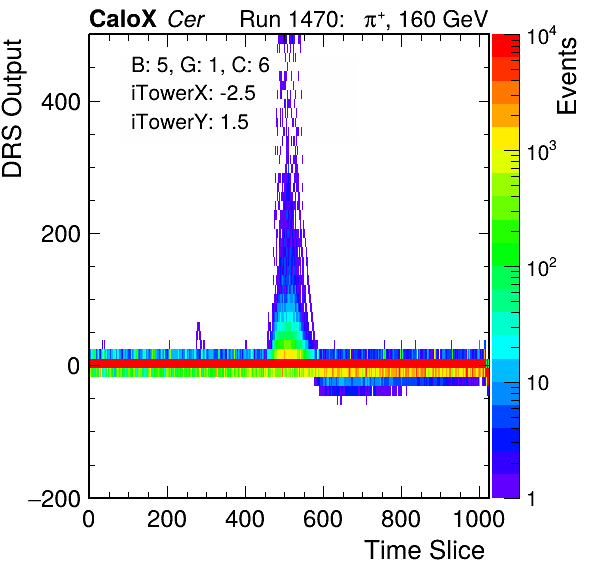 CaloX Cer Run 1470: π⁺, 160 GeV
B: 5, G: 1, C: 6
iTowerX: -2.5
iTowerY: 1.5
DRS Output
400
200
0
−200
0 200 400 600 800 1000
Time Slice
Events
10⁴
10³
10²
10
1